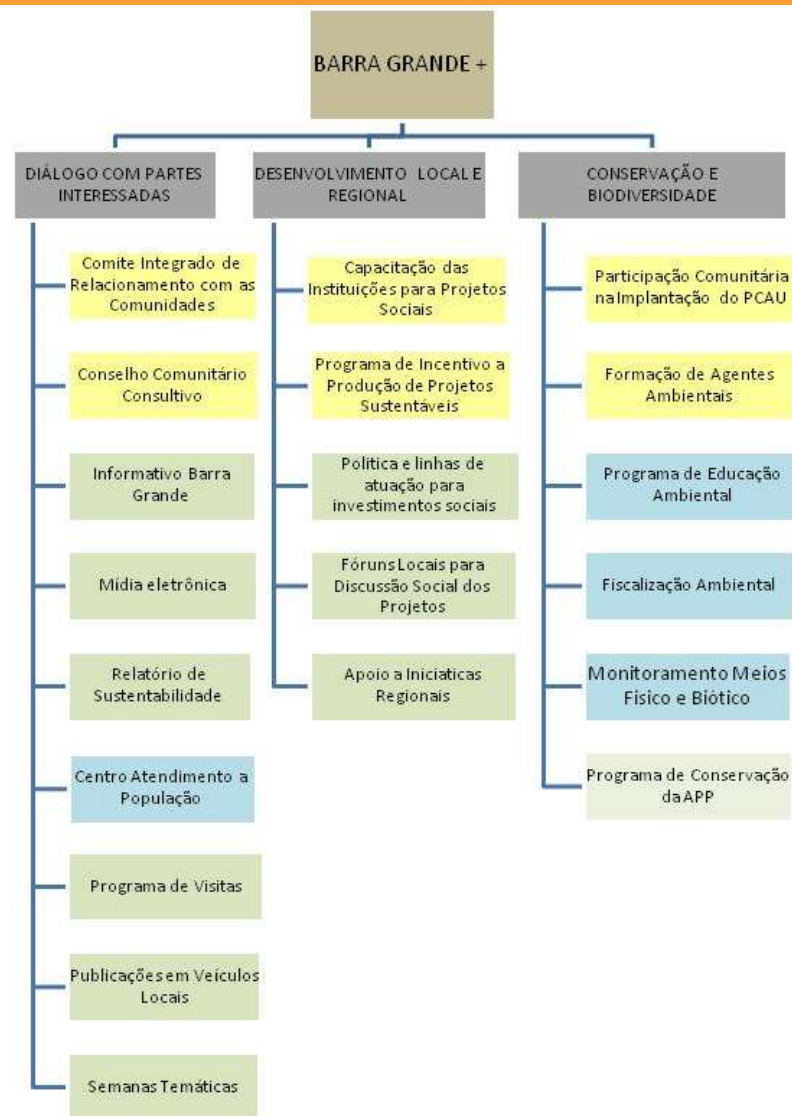 BARRA GRANDE +
DIÁLOGO COM PARTES
INTERESSADAS
DESENVOLVIMENTO LOCAL E
REGIONAL
CONSERVAÇÃO E
BIODIVERSIDADE
Comite Integrado de
Relacionamento com as
Comunidades
Conselho Comunitário
Consultivo
Informativo Barra
Grande
Mídia eletrônica
Relatório de
Sustentabilidade
Centro Atendimento a
População
Programa de Visitas
Publicações em Veículos
Locais
Semanas Temáticas
Capacitação das
Instituições para Projetos
Sociais
Programa de Incentivo a
Produção de Projetos
Sustentáveis
Politica e linhas de
atuação para
investimentos sociais
Fóruns Locais para
Discussão Social dos
Projetos
Apoio a Iniciaticas
Regionais
Participação Comunitária
na Implantação do PCAU
Formação de Agentes
Ambientais
Programa de Educação
Ambiental
Fiscalização Ambiental
Monitoramento Meios
Físico e Biótico
Programa de Conservação
da APP